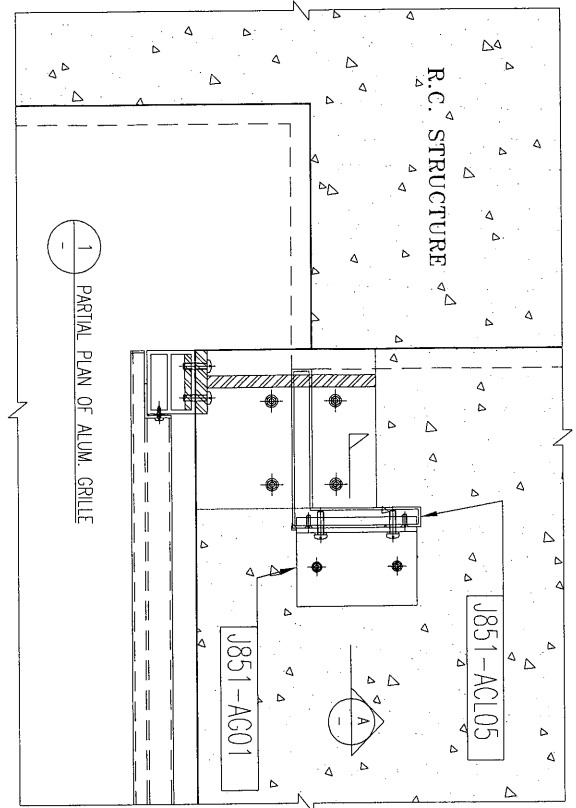 R.C. STRUCTURE
J851-ACL05
A
-
J851-AG01
1
-
PARTIAL PLAN OF ALUM. GRILLE